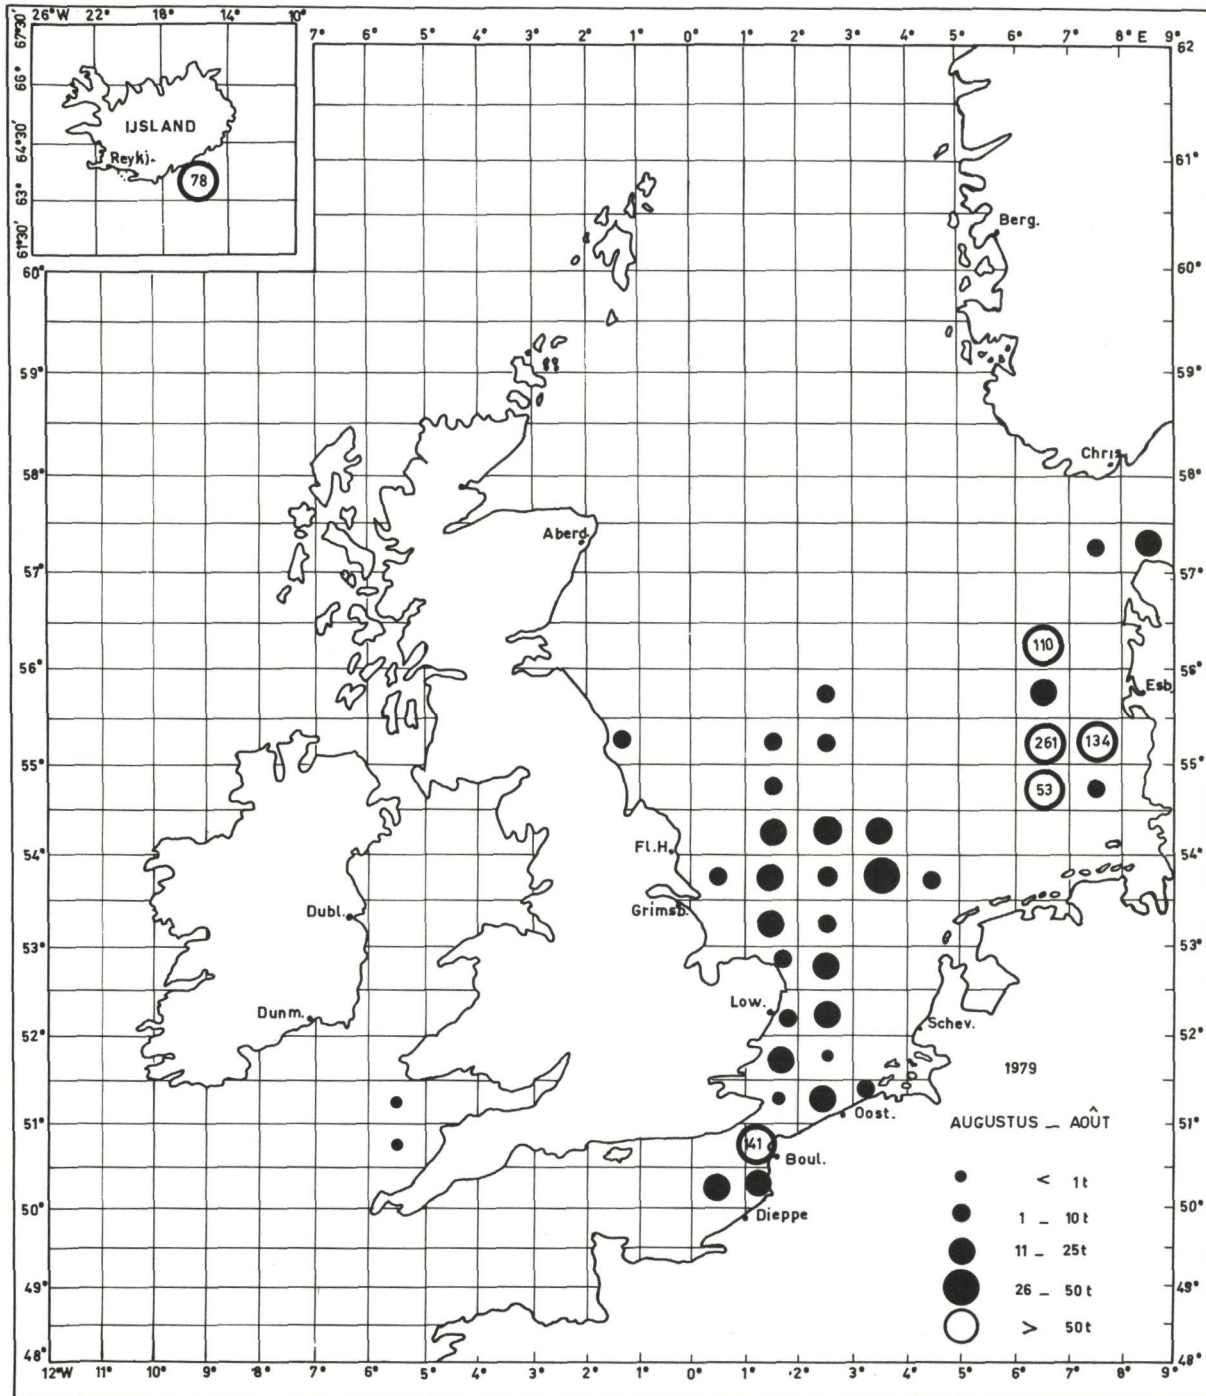 26°W 22° 18° 14° 10°
67°30'
66°
64°30'
63°
61°30'
IJSLAND
Reykj.
78
7° 6° 5° 4° 3° 2° 1° 0° 1° 2° 3° 4° 5° 6° 7° 8° E 9°
62
61°
60° 60°
59° 59°
58° 58°
57° 57°
56° 56°
55° 55°
54° 54°
53° 53°
52° 52°
51° 51°
50° 50°
49° 49°
48° 48°
Berg.
Chris
Aberd.
110
Esb
261 134
53
Fl.H.
Dubl.
Grimsb.
Dunm.
Low.
Schev.
1979
Oost.
AUGUSTUS _ AOÛT
141
Boul.
< 1t
Dieppe
1 _ 10t
11 _ 25t
26 _ 50t
> 50t
12°W 11° 10° 9° 8° 7° 6° 5° 4° 3° 2° 1° 0° 1° 2° 3° 4° 5° 6° 7° 8° 9°